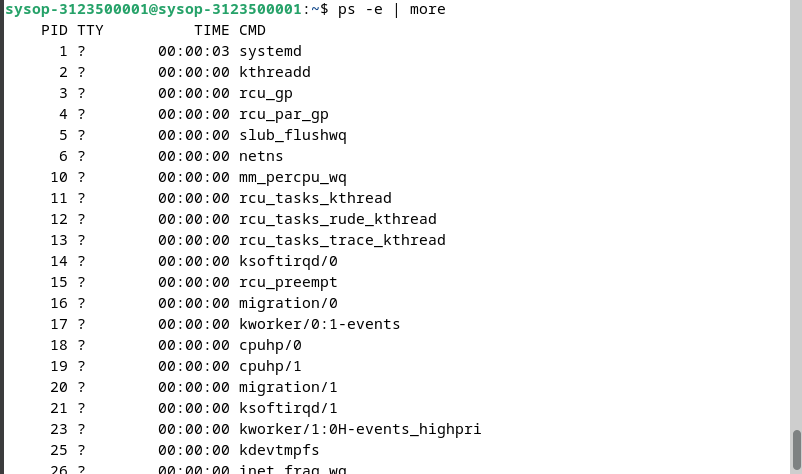 sysop-3123500001@sysop-3123500001:~$ ps -e | more
PID TTY TIME CMD
1 ? 00:00:03 systemd
2 ? 00:00:00 kthreadd
3 ? 00:00:00 rcu_gp
4 ? 00:00:00 rcu_par_gp
5 ? 00:00:00 slub_flushwq
6 ? 00:00:00 netns
10 ? 00:00:00 mm_percpu_wq
11 ? 00:00:00 rcu_tasks_kthread
12 ? 00:00:00 rcu_tasks_rude_kthread
13 ? 00:00:00 rcu_tasks_trace_kthread
14 ? 00:00:00 ksoftirqd/0
15 ? 00:00:00 rcu_preempt
16 ? 00:00:00 migration/0
17 ? 00:00:00 kworker/0:1-events
18 ? 00:00:00 cpuhp/0
19 ? 00:00:00 cpuhp/1
20 ? 00:00:00 migration/1
21 ? 00:00:00 ksoftirqd/1
23 ? 00:00:00 kworker/1:0H-events_highpri
25 ? 00:00:00 kdevtmpfs
26 ? 00:00:00 inet_frag_wq